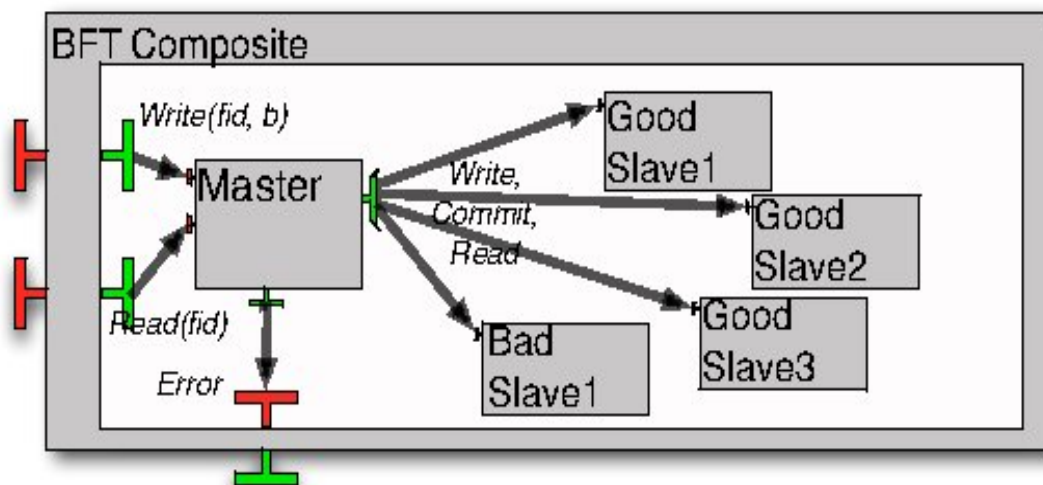 BFT Composite
Write(fid, b)
Master
Read(fid)
Error
Write,
Commit,
Read
Good
Slave1
Good
Slave2
Good
Slave3
Bad
Slave1